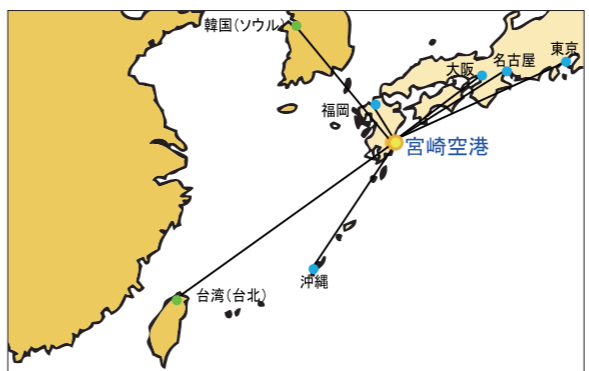 韓国(ソウル)
東京
名古屋
大阪
福岡
宮崎空港
沖縄
台湾(台北)